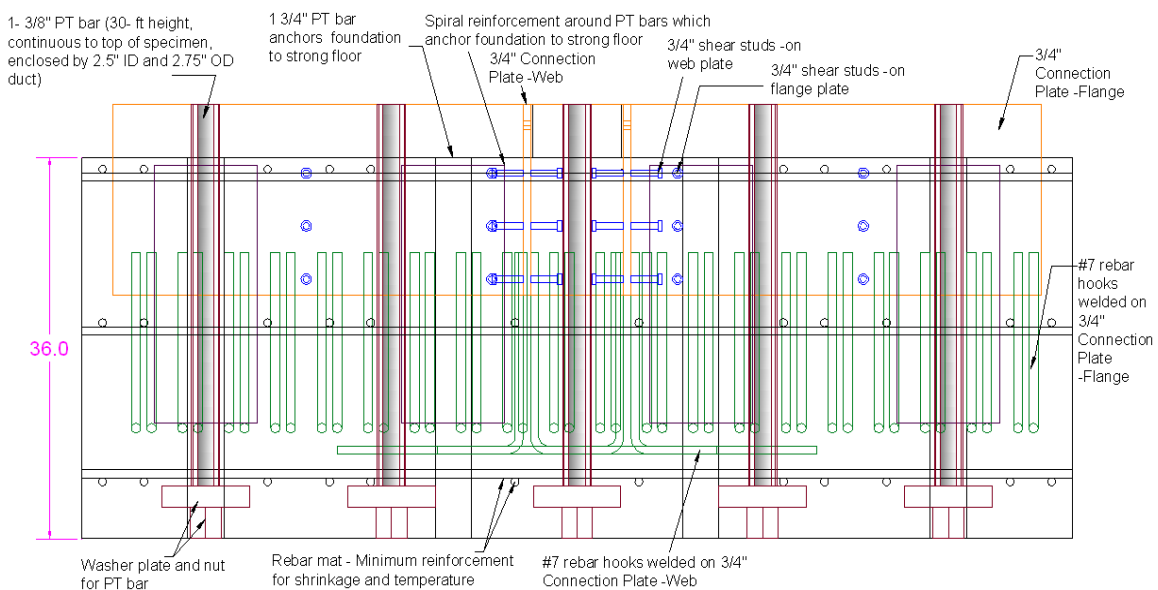 1- 3/8" PT bar (30- ft height,
continuous to top of specimen,
enclosed by 2.5" ID and 2.75" OD
duct)
1 3/4" PT bar
anchors foundation
to strong floor
Spiral reinforcement around PT bars which
anchor foundation to strong floor
3/4" Connection
Plate -Web
3/4" shear studs -on
web plate
3/4" shear studs -on
flange plate
3/4"
Connection
Plate -Flange
36.0
#7 rebar
hooks
welded on
3/4"
Connection
Plate
-Flange
Washer plate and nut
for PT bar
Rebar mat - Minimum reinforcement
for shrinkage and temperature
#7 rebar hooks welded on 3/4"
Connection Plate -Web